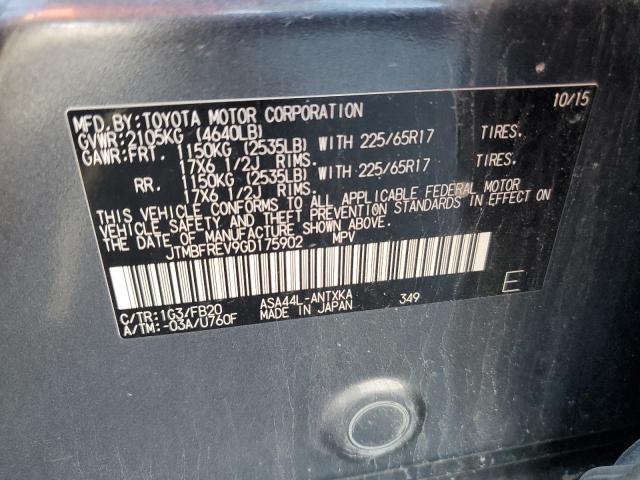 MFD. BY: TOYOTA MOTOR CORPORATION 10/15
GVWR: 2105KG (4640LB)
GAWR: FRT. 1150KG (2535LB) WITH 225/65R17 TIRES.
17X6 1/2J RIMS.
RR. 1150KG (2535LB) WITH 225/65R17 TIRES.
17X6 1/2J RIMS.
THIS VEHICLE CONFORMS TO ALL APPLICABLE FEDERAL MOTOR
VEHICLE SAFETY AND THEFT PREVENTION STANDARDS IN EFFECT ON
THE DATE OF MANUFACTURE SHOWN ABOVE.
JTMBFREV9GD175902 MPV
E
C/TR: 1G3/FB20 ASA44L-ANTXKA 349
A/TM: -03A/U760F MADE IN JAPAN